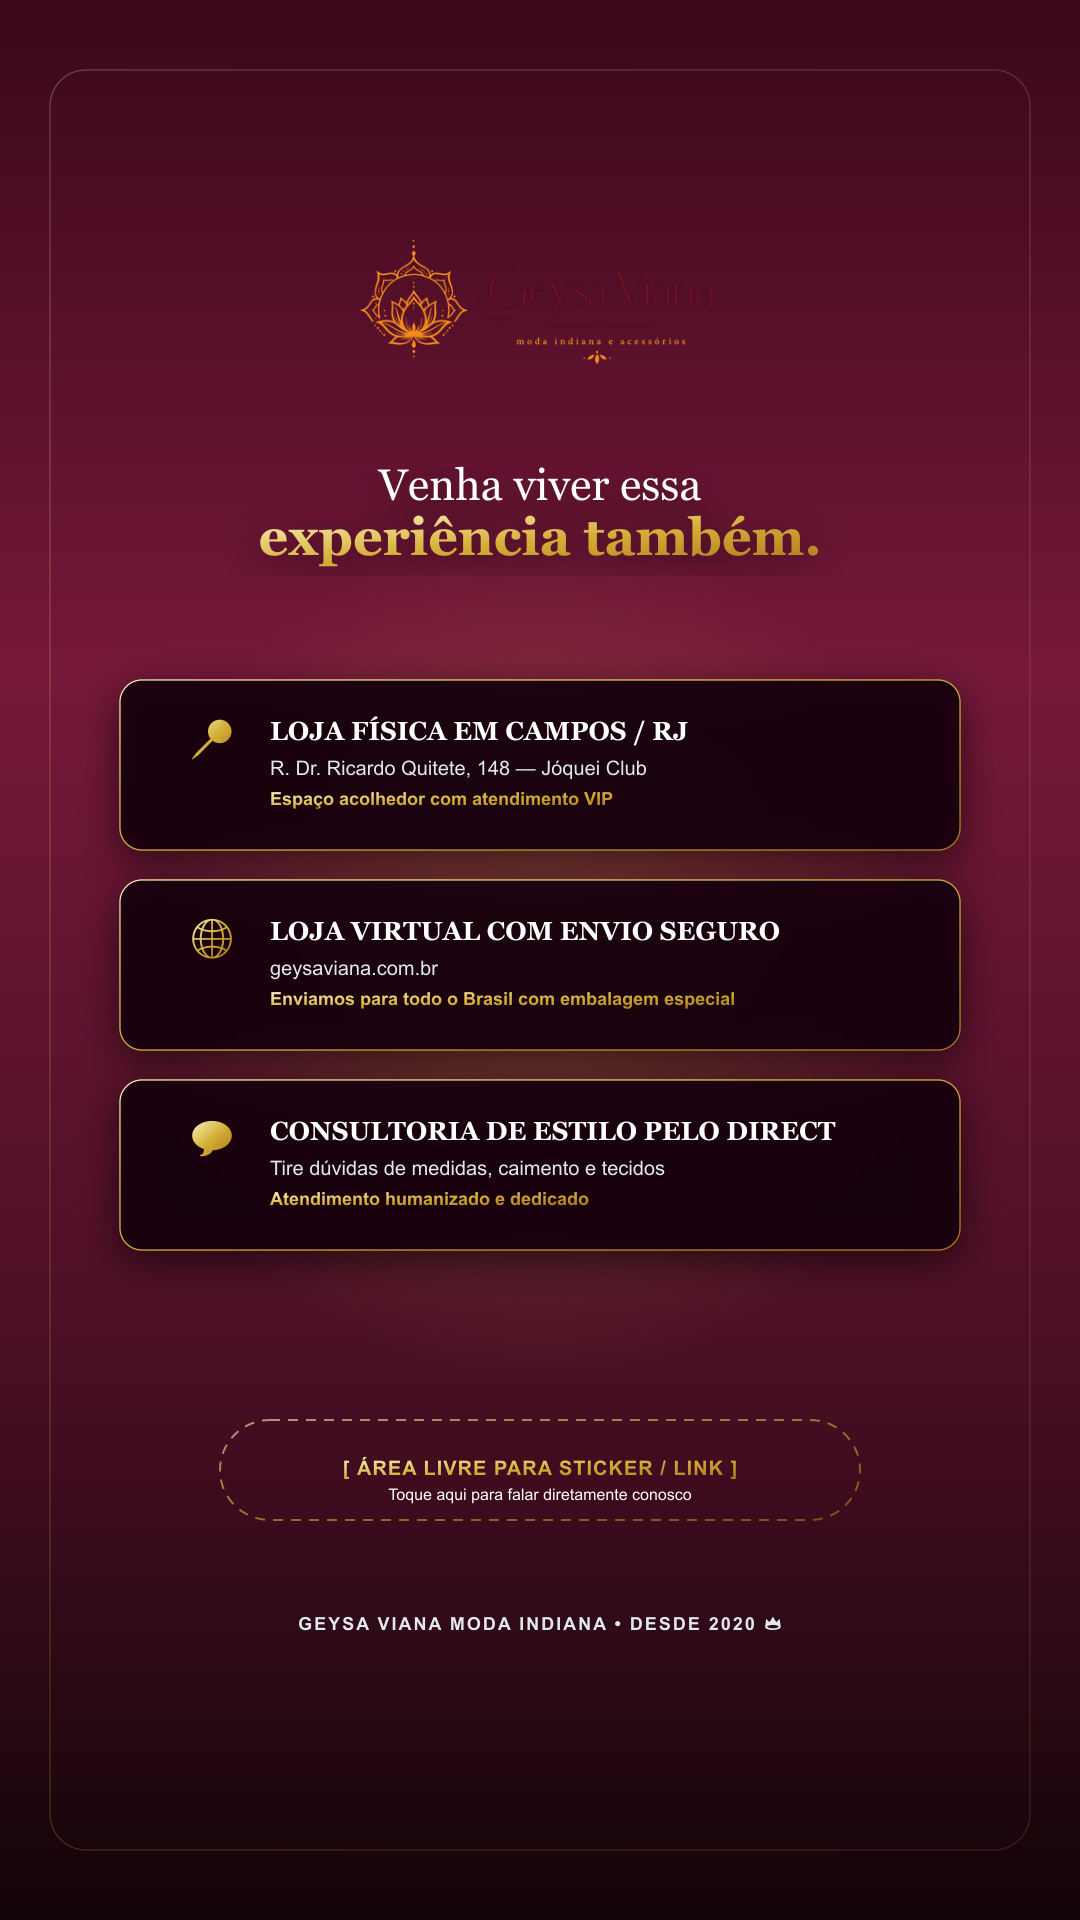 Geysa Viana
moda indiana e acessórios
Venha viver essa
experiência também.
LOJA FÍSICA EM CAMPOS / RJ
R. Dr. Ricardo Quitete, 148 — Jóquei Club
Espaço acolhedor com atendimento VIP
LOJA VIRTUAL COM ENVIO SEGURO
geysaviana.com.br
Enviamos para todo o Brasil com embalagem especial
CONSULTORIA DE ESTILO PELO DIRECT
Tire dúvidas de medidas, caimento e tecidos
Atendimento humanizado e dedicado
[ ÁREA LIVRE PARA STICKER / LINK ]
Toque aqui para falar diretamente conosco
GEYSA VIANA MODA INDIANA • DESDE 2020